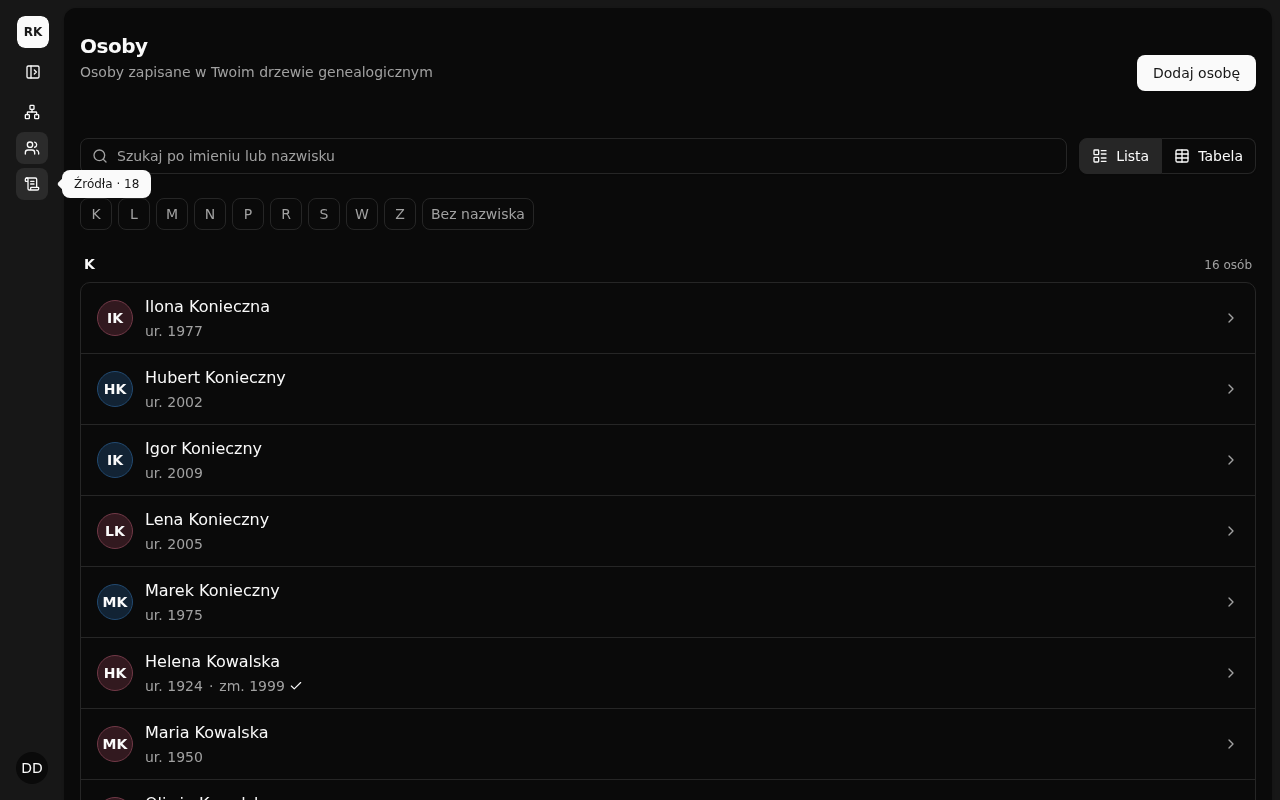 RK
Osoby
Osoby zapisane w Twoim drzewie genealogicznym
Dodaj osobę
Szukaj po imieniu lub nazwisku
Lista
Tabela
Źródła · 18
K L M N P R S W Z Bez nazwiska
K
16 osób
IK
Ilona Konieczna
ur. 1977
HK
Hubert Konieczny
ur. 2002
IK
Igor Konieczny
ur. 2009
LK
Lena Konieczny
ur. 2005
MK
Marek Konieczny
ur. 1975
HK
Helena Kowalska
ur. 1924 · zm. 1999
MK
Maria Kowalska
ur. 1950
DD